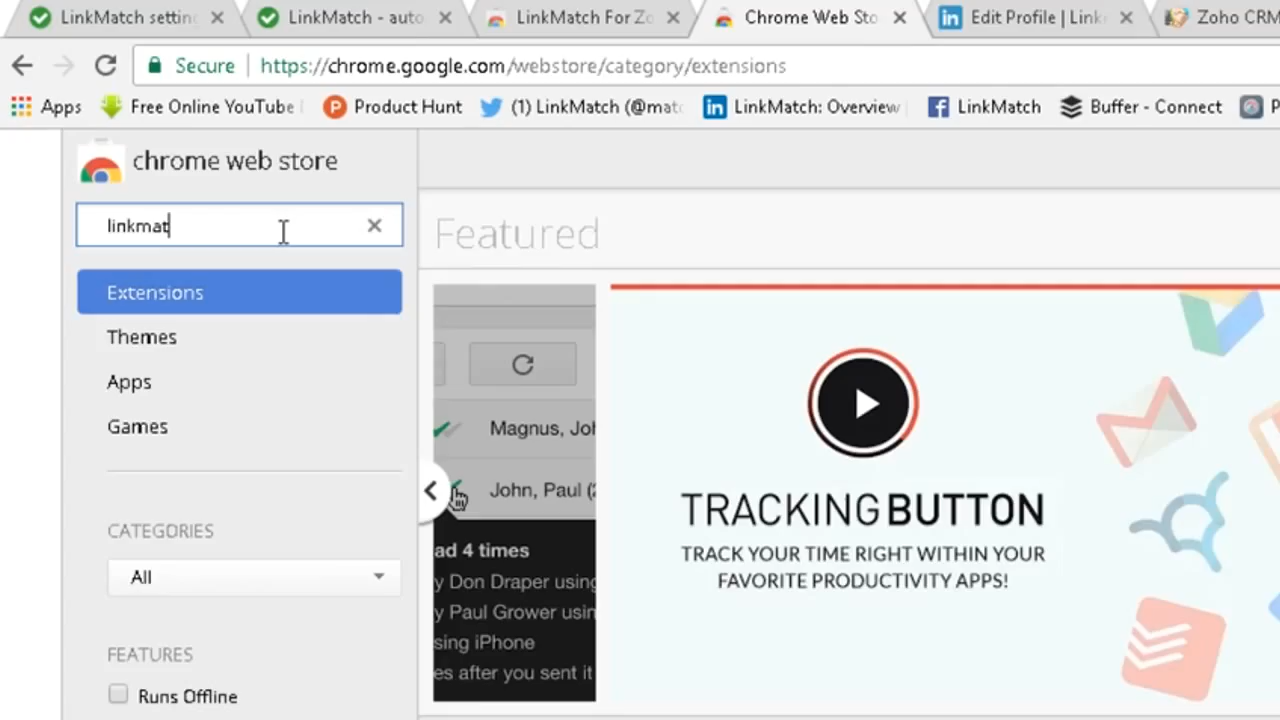 LinkMatch settin
LinkMatch - auto
LinkMatch For Zo
Chrome Web Sto
Edit Profile | Link
Zoho CRM
Secure
https://chrome.google.com/webstore/category/extensions
Apps
Free Online YouTube
Product Hunt
(1) LinkMatch (@mat
LinkMatch: Overview
LinkMatch
Buffer - Connect
P
chrome web store
linkmat
Extensions
Themes
Apps
Games
CATEGORIES
All
FEATURES
Runs Offline
Featured
Magnus, Joh
John, Paul (2
ad 4 times
y Don Draper using
y Paul Grower usin
sing iPhone
es after you sent it
TRACKINGBUTTON
TRACK YOUR TIME RIGHT WITHIN YOUR
FAVORITE PRODUCTIVITY APPS!